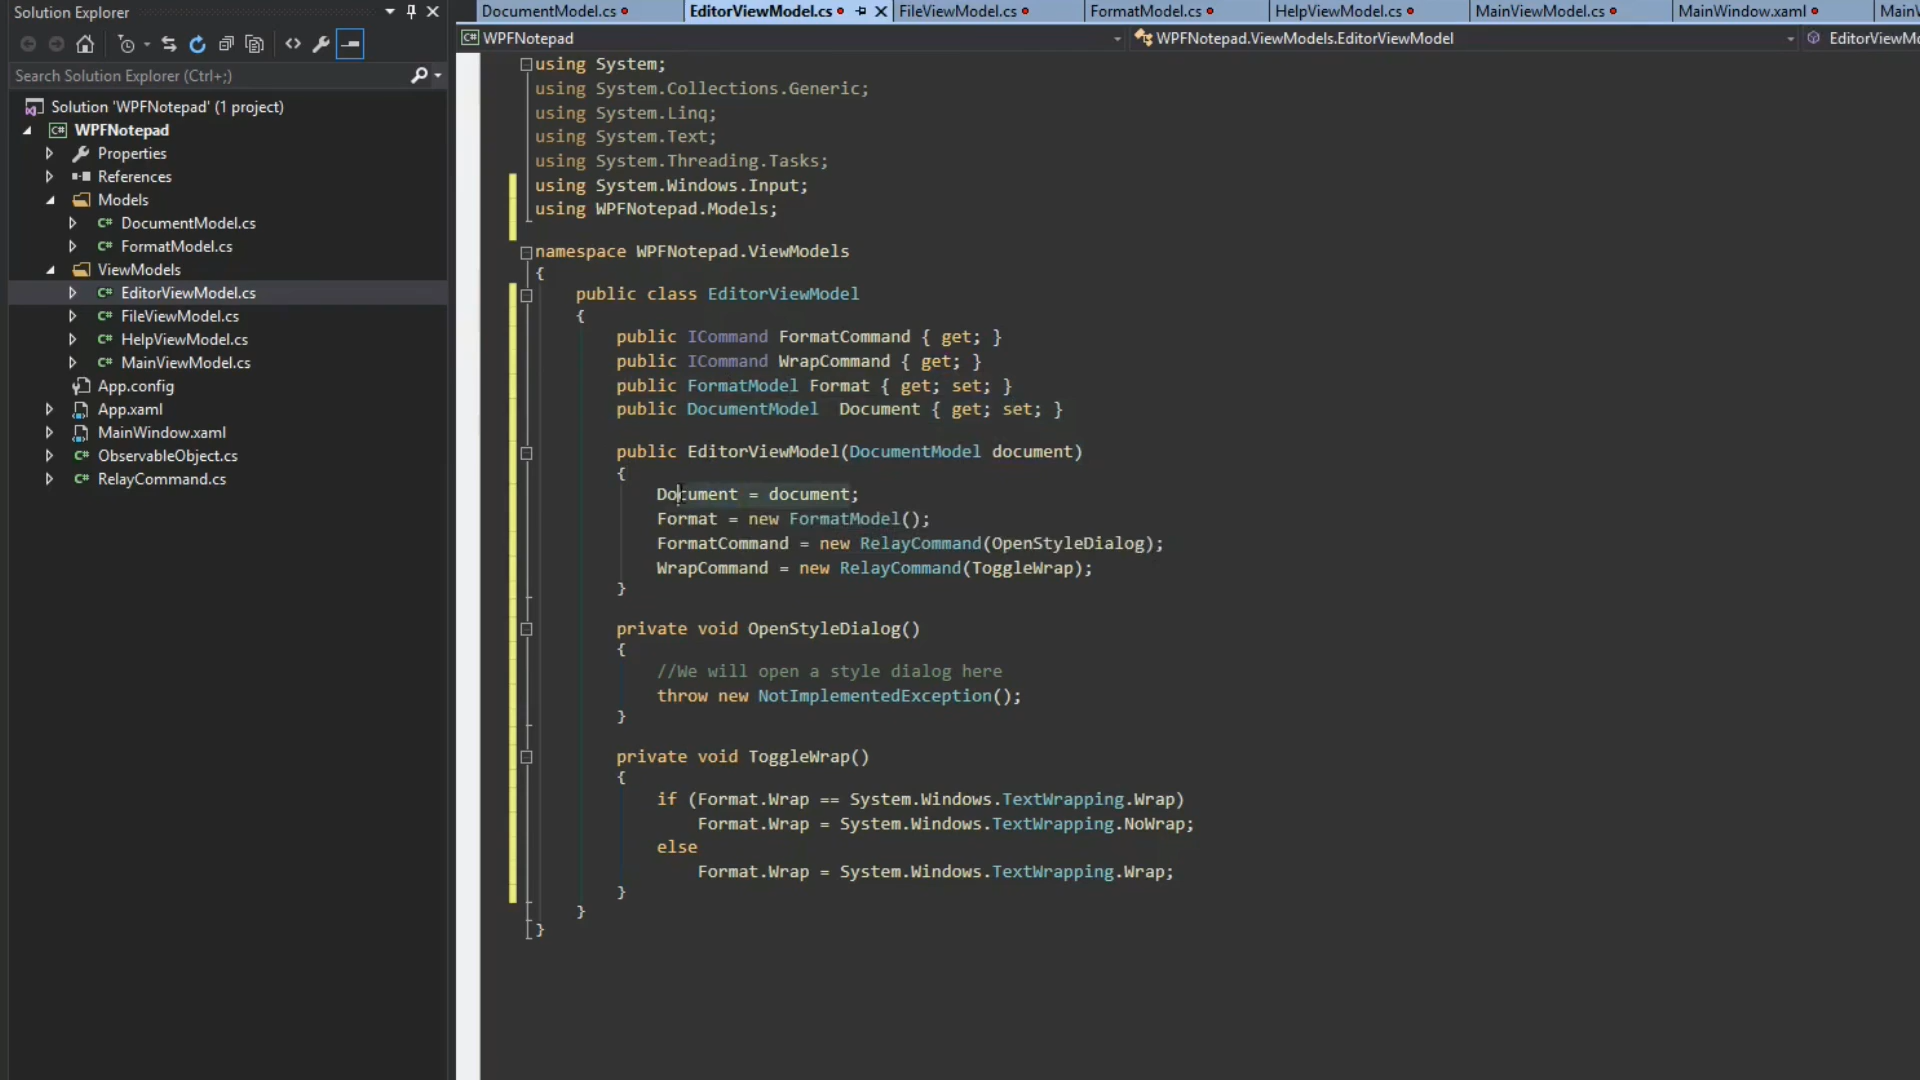 Solution Explorer
Search Solution Explorer (Ctrl+;)
Solution 'WPFNotepad' (1 project)
WPFNotepad
Properties
References
Models
DocumentModel.cs
FormatModel.cs
ViewModels
EditorViewModel.cs
FileViewModel.cs
HelpViewModel.cs
MainViewModel.cs
App.config
App.xaml
MainWindow.xaml
ObservableObject.cs
RelayCommand.cs
DocumentModel.cs EditorViewModel.cs FileViewModel.cs FormatModel.cs HelpViewModel.cs MainViewModel.cs MainWindow.xaml MainW
WPFNotepad WPFNotepad.ViewModels.EditorViewModel EditorViewMo
using System;
using System.Collections.Generic;
using System.Linq;
using System.Text;
using System.Threading.Tasks;
using System.Windows.Input;
using WPFNotepad.Models;
namespace WPFNotepad.ViewModels
{
public class EditorViewModel
{
public ICommand FormatCommand { get; }
public ICommand WrapCommand { get; }
public FormatModel Format { get; set; }
public DocumentModel  Document { get; set; }
public EditorViewModel(DocumentModel document)
{
Document = document;
Format = new FormatModel();
FormatCommand = new RelayCommand(OpenStyleDialog);
WrapCommand = new RelayCommand(ToggleWrap);
}
private void OpenStyleDialog()
{
//We will open a style dialog here
throw new NotImplementedException();
}
private void ToggleWrap()
{
if (Format.Wrap == System.Windows.TextWrapping.Wrap)
Format.Wrap = System.Windows.TextWrapping.NoWrap;
else
Format.Wrap = System.Windows.TextWrapping.Wrap;
}
}
}